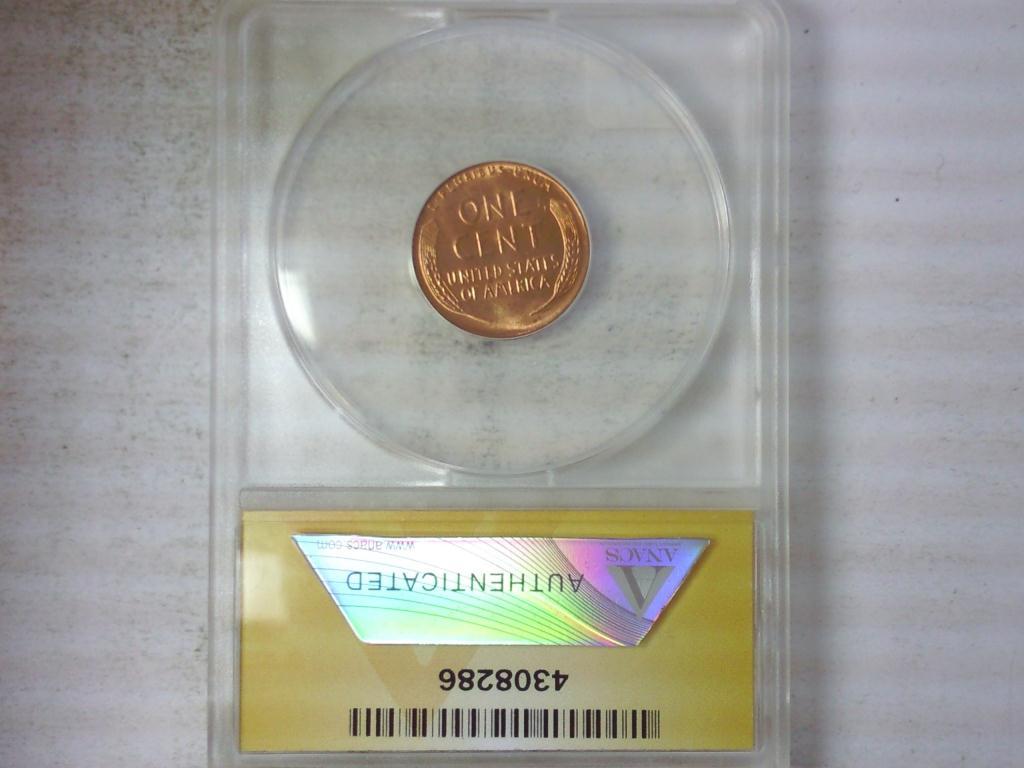 E PLURIBUS UNUM
ONE
CENT
UNITED STATES
OF AMERICA
4308286
AUTHENTICATED
ANACS
www.anacs.com